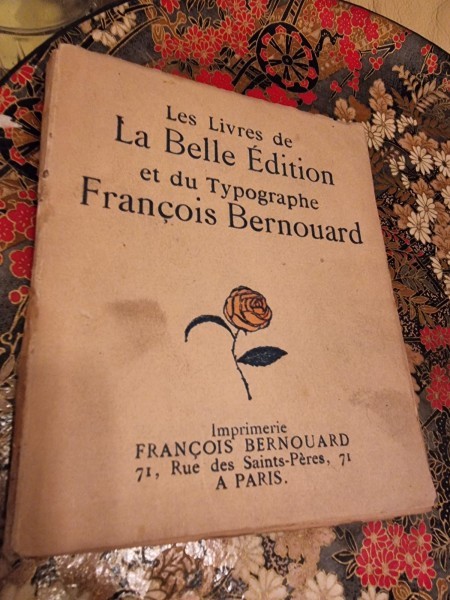 Les Livres de
La Belle Édition
et du Typographe
François Bernouard
Imprimerie
FRANÇOIS BERNOUARD
71, Rue des Saints-Pères, 71
A PARIS.